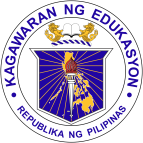 KAGAWARAN NG EDUKASYON
REPUBLIKA NG PILIPINAS